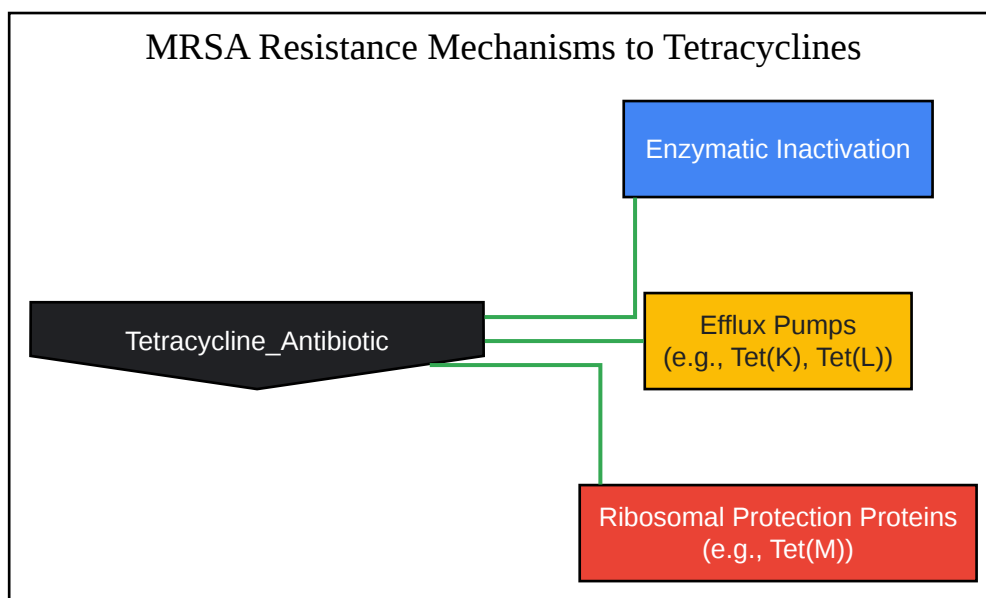 MRSA Resistance Mechanisms to Tetracyclines
Enzymatic Inactivation
Tetracycline_Antibiotic
Efflux Pumps
(e.g., Tet(K), Tet(L))
Ribosomal Protection Proteins
(e.g., Tet(M))